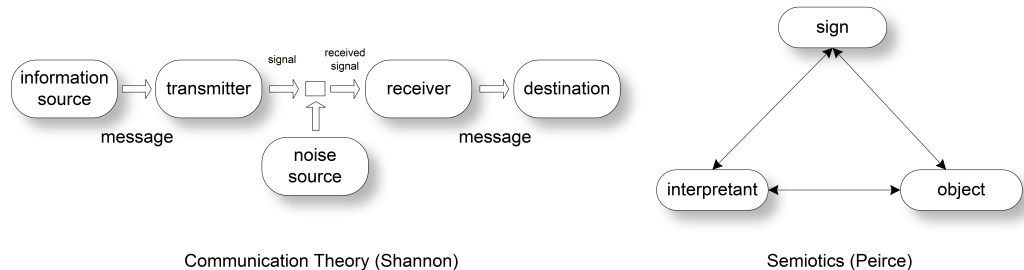 information
source
transmitter
signal
received
signal
receiver
destination
message
message
noise
source
Communication Theory (Shannon)
sign
interpretant
object
Semiotics (Peirce)